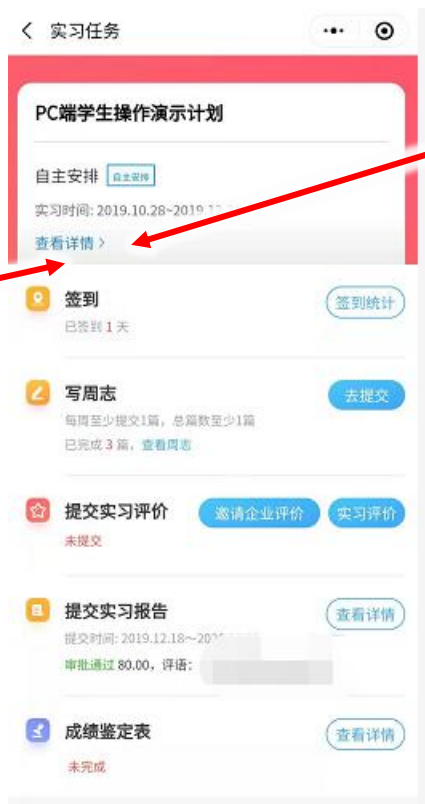 实习任务
PC端学生操作演示计划
自主安排 自主安排
实习时间: 2019.10.28~2019
查看详情 >
签到
签到统计
已签到 1 天
写周志
去提交
每周至少提交1篇，总篇数至少1篇
已完成 3 篇，查看周志
提交实习评价
邀请企业评价 实习评价
未提交
提交实习报告
查看详情
提交时间: 2019.12.18～
审批通过 80.00，评语：
成绩鉴定表
查看详情
未完成